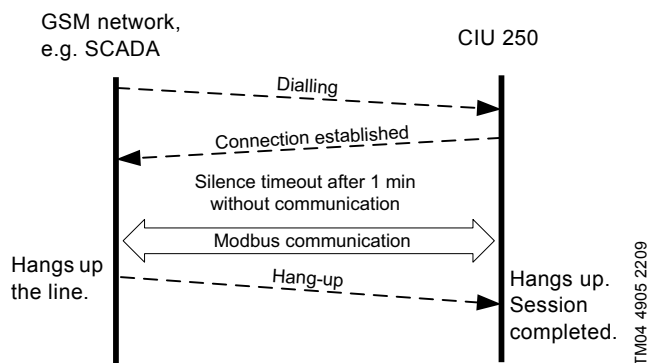 GSM network,
e.g. SCADA
CIU 250
Dialling
Connection established
Silence timeout after 1 min
without communication
Modbus communication
Hangs up
the line.
Hang-up
Hangs up.
Session
completed.
TM04 4905 2209